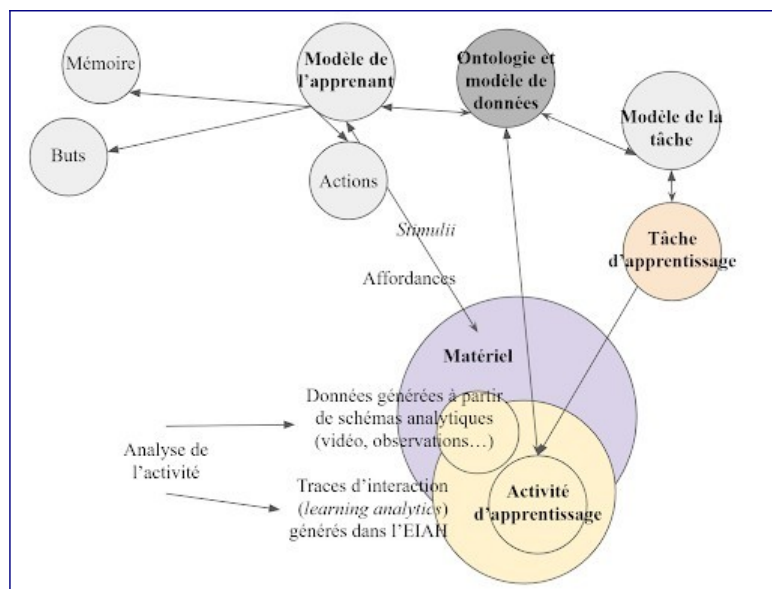 Mémoire
Modèle de
l'apprenant
Ontologie et
modèle de
données
Modèle de la
tâche
Buts
Actions
Stimulii
Affordances
Tâche
d'apprentissage
Matériel
Données générées à partir
de schémas analytiques
(vidéo, observations…)
Analyse de
l'activité
Traces d'interaction
(learning analytics)
générés dans l'EIAH
Activité
d'apprentissage